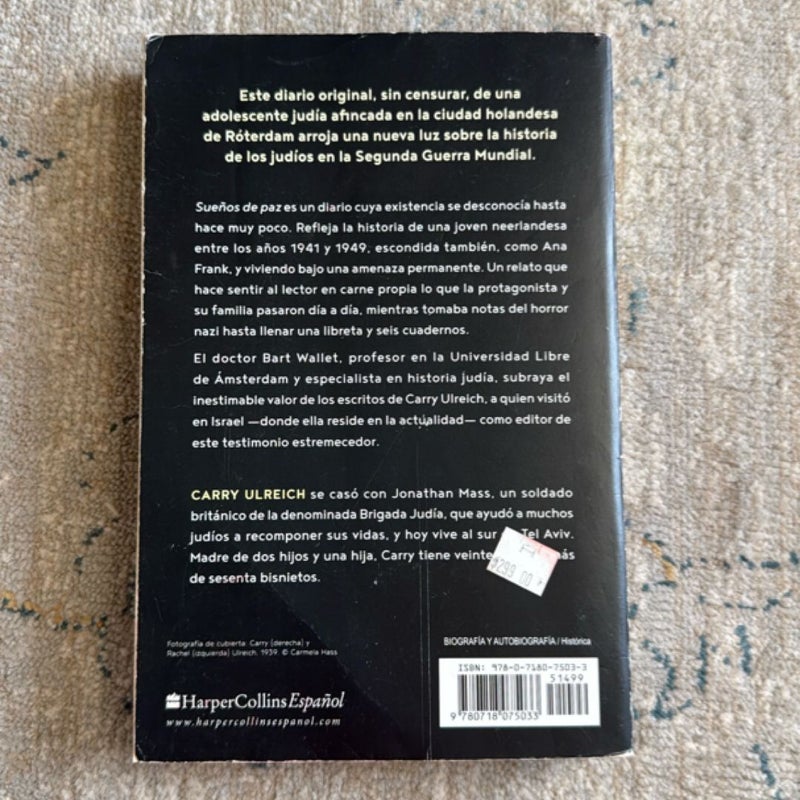 Este diario original, sin censurar, de una
adolescente judía afincada en la ciudad holandesa
de Róterdam arroja una nueva luz sobre la historia
de los judíos en la Segunda Guerra Mundial.
Sueños de paz es un diario cuya existencia se desconocía hasta
hace muy poco. Refleja la historia de una joven neerlandesa
entre los años 1941 y 1949, escondida también, como Ana
Frank, y viviendo bajo una amenaza permanente. Un relato que
hace sentir al lector en carne propia lo que la protagonista y
su familia pasaron día a día, mientras tomaba notas del horror
nazi hasta llenar una libreta y seis cuadernos.
El doctor Bart Wallet, profesor en la Universidad Libre
de Ámsterdam y especialista en historia judía, subraya el
inestimable valor de los escritos de Carry Ulreich, a quien visitó
en Israel —donde ella reside en la actualidad— como editor de
este testimonio estremecedor.
CARRY ULREICH se casó con Jonathan Mass, un soldado
británico de la denominada Brigada Judía, que ayudó a muchos
judíos a recomponer sus vidas, y hoy vive al sur Tel Aviv.
Madre de dos hijos y una hija, Carry tiene veinte
de sesenta bisnietos.
$299.00
Fotografía de cubierta: Carry (derecha) y
Rachel (izquierda) Ulreich, 1939. © Carmela Mass
BIOGRAFÍA Y AUTOBIOGRAFÍA / Histórica
ISBN: 978-0-7180-7503-3
51499
9 780718 075033
HarperCollins Español
www.harpercollinsespanol.com